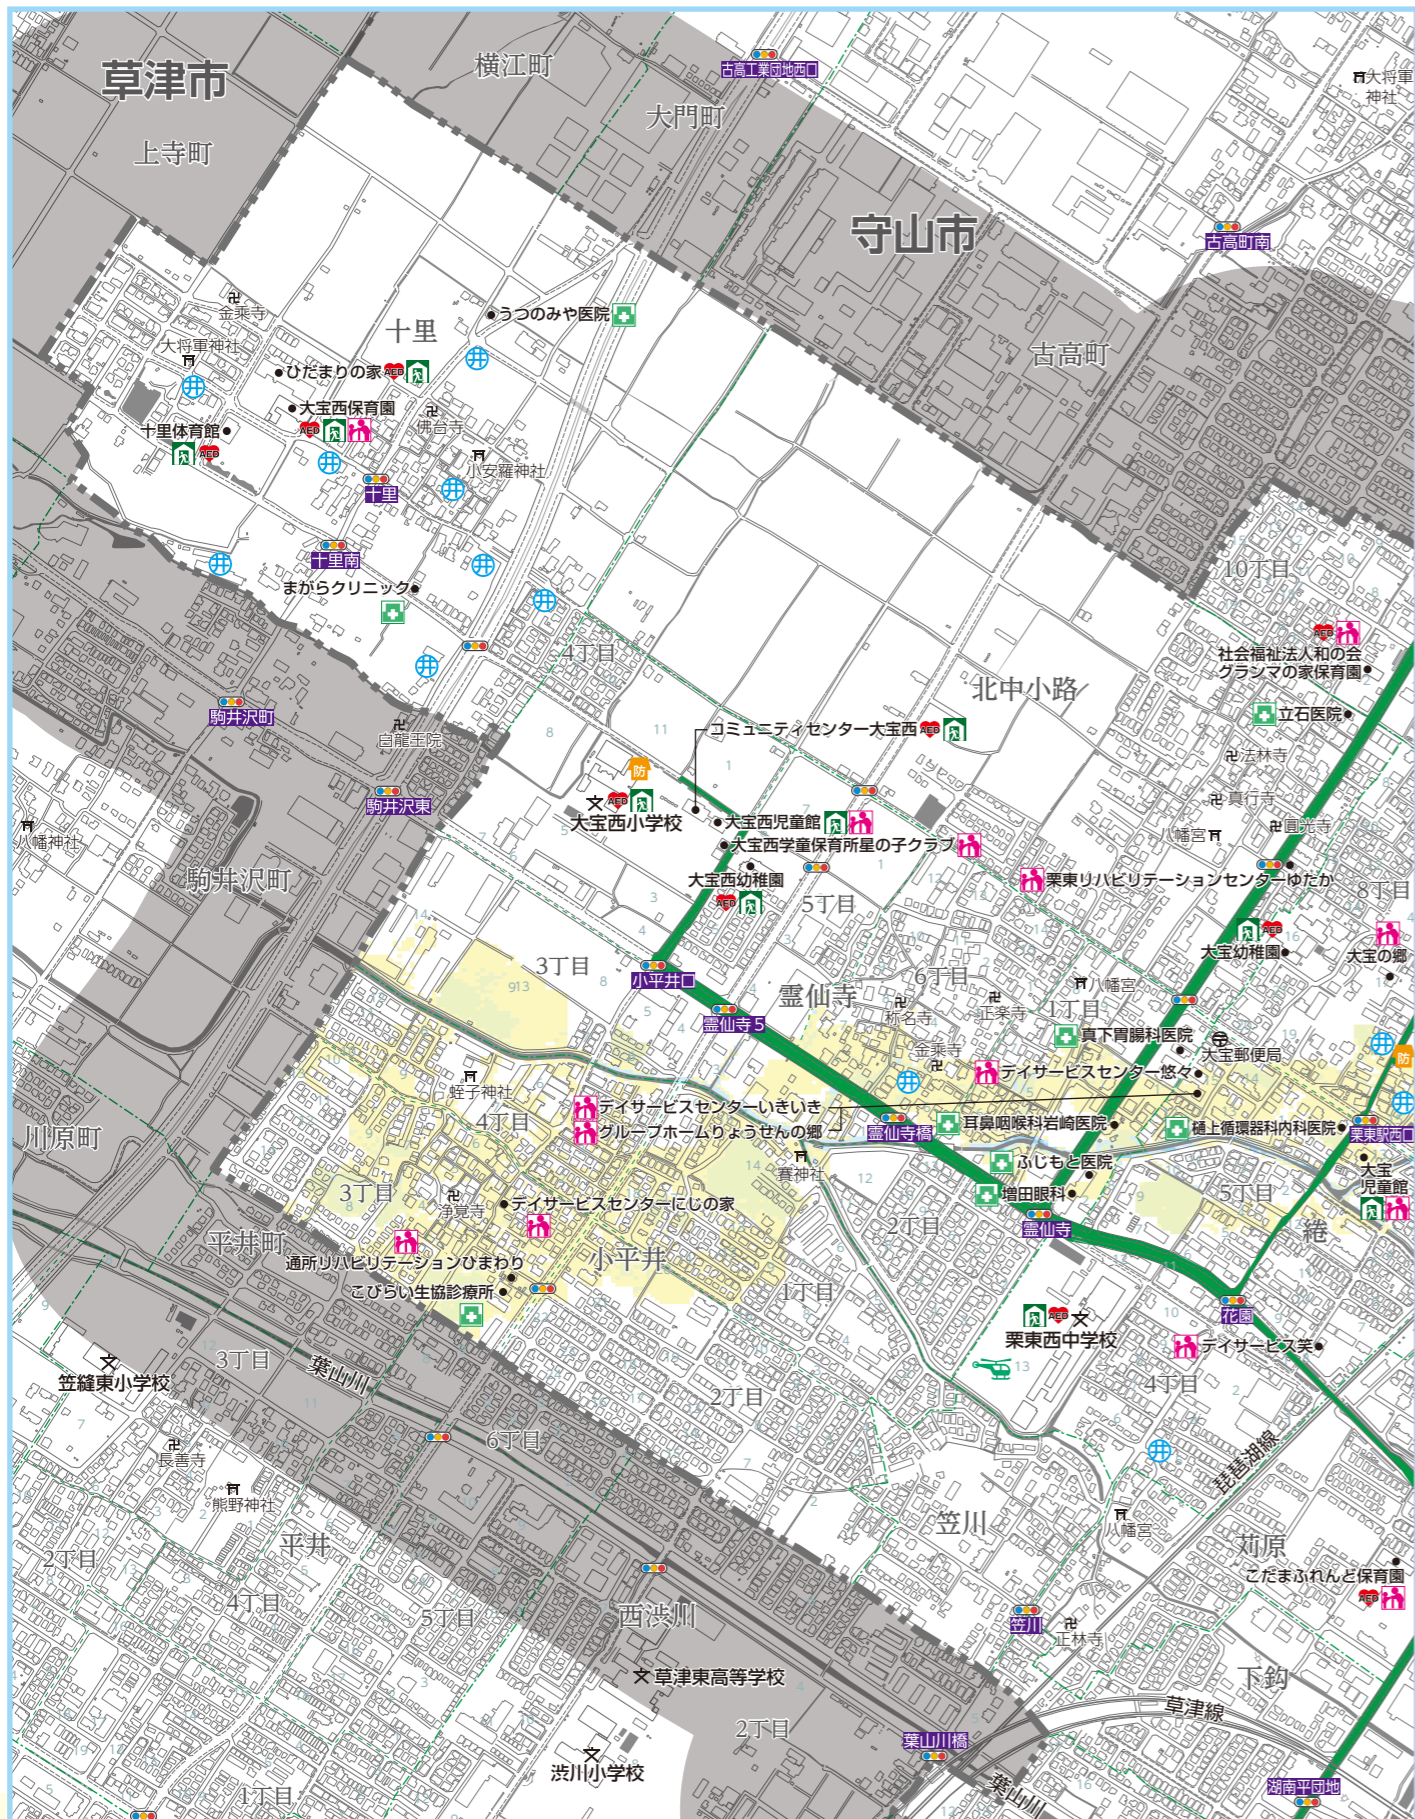 草津市
上寺町
横江町
大門町
古高工業団地西口
大将軍
神社
守山市
古高町南
古高町
金乗寺
大将軍神社
十里
うつのみや医院
ひだまりの家
AED
大宝西保育園
AED
佛台寺
十里体育館
AED
小安羅神社
井
十里
十里南
まがらクリニック
10丁目
4丁目
AED
社会福祉法人和の会
グランマの家保育園
北中小路
立石医院
駒井沢町
白龍王院
コミュニティセンター大宝西
AED
法林寺
防
駒井沢東
AED
大宝西小学校
真行寺
八幡宮
圓光寺
八幡神社
大宝西児童館
大宝西学童保育所星の子クラブ
大宝西幼稚園
AED
駒井沢町
栗東リハビリテーションセンターゆたか
8丁目
5丁目
AED
大宝幼稚園
大宝の郷
3丁目
小平井口
6丁目
霊仙寺
八幡宮
称名寺
正楽寺
1丁目
霊仙寺5
真下胃腸科医院
大宝郵便局
金乗寺
デイサービスセンター悠々
防
蛭子神社
4丁目
デイサービスセンターいきいき
グループホームりょうせんの郷
霊仙寺橋
耳鼻咽喉科岩崎医院
樋上循環器科内科医院
栗東駅西口
川原町
賽神社
ふじもと医院
大宝
児童館
3丁目
浄覚寺
デイサービスセンターにじの家
増田眼科
5丁目
2丁目
霊仙寺
綣
平井町
通所リハビリテーションひまわり
小平井
こびらい生協診療所
1丁目
花園
AED
栗東西中学校
デイサービス笑
3丁目
葉山川
笠縫東小学校
2丁目
4丁目
6丁目
長善寺
琵琶湖線
熊野神社
笠川
八幡宮
平井
苅原
2丁目
こだまふれんど保育園
AED
4丁目
5丁目
西渋川
笠川
正林寺
草津東高等学校
下鈎
草津線
2丁目
葉山川橋
渋川小学校
葉山川
湖南平団地
1丁目